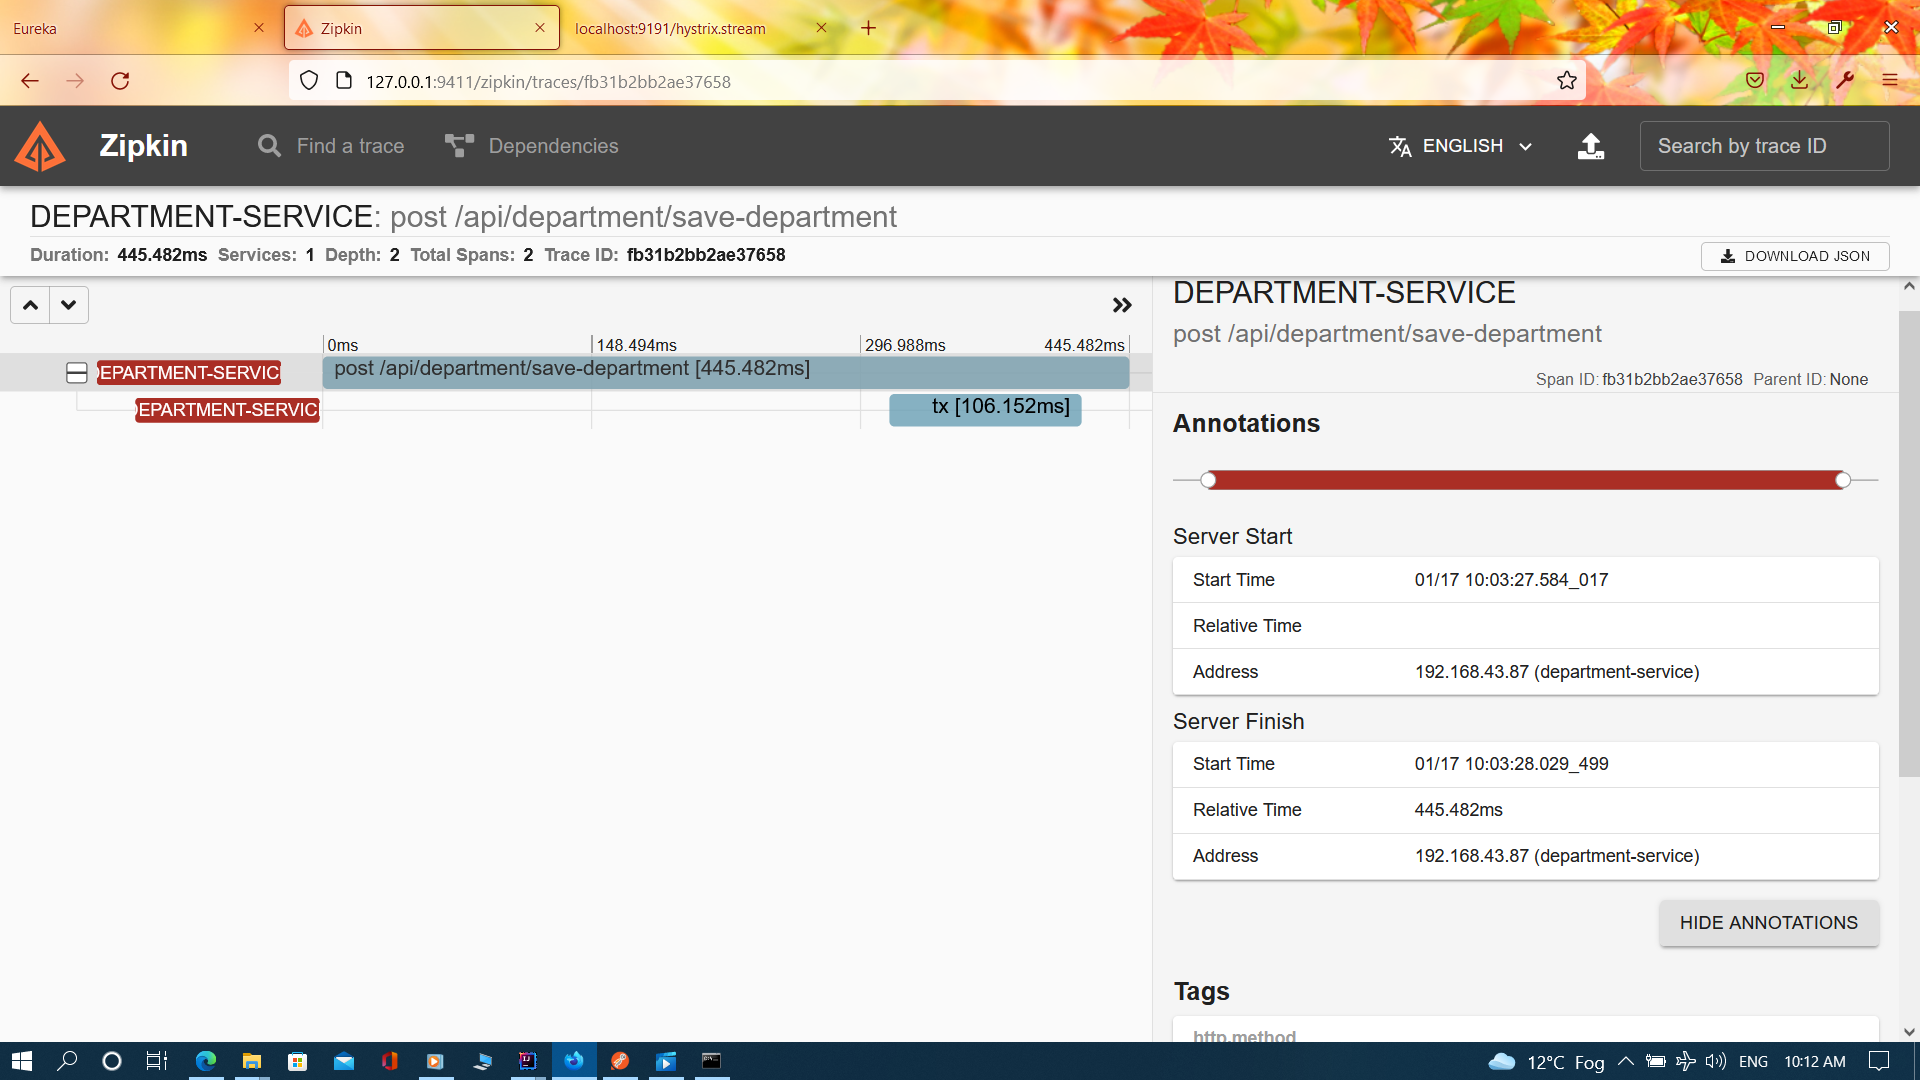 Eureka
Zipkin
localhost:9191/hystrix.stream
127.0.0.1:9411/zipkin/traces/fb31b2bb2ae37658
Zipkin
Find a trace
Dependencies
ENGLISH
Search by trace ID
DEPARTMENT-SERVICE: post /api/department/save-department
Duration: 445.482ms Services: 1 Depth: 2 Total Spans: 2 Trace ID: fb31b2bb2ae37658
DOWNLOAD JSON
0ms 148.494ms 296.988ms 445.482ms
EPARTMENT-SERVIC post /api/department/save-department [445.482ms]
EPARTMENT-SERVIC tx [106.152ms]
DEPARTMENT-SERVICE
post /api/department/save-department
Span ID: fb31b2bb2ae37658 Parent ID: None
Annotations
Server Start
Start Time 01/17 10:03:27.584_017
Relative Time
Address 192.168.43.87 (department-service)
Server Finish
Start Time 01/17 10:03:28.029_499
Relative Time 445.482ms
Address 192.168.43.87 (department-service)
HIDE ANNOTATIONS
Tags
http.method
12°C Fog ENG 10:12 AM